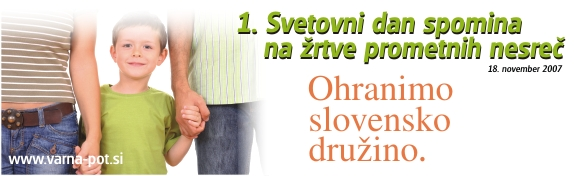 1. Svetovni dan spomina
na žrtve prometnih nesreč
18. november 2007
Ohranimo
slovensko
družino.
www.varna-pot.si